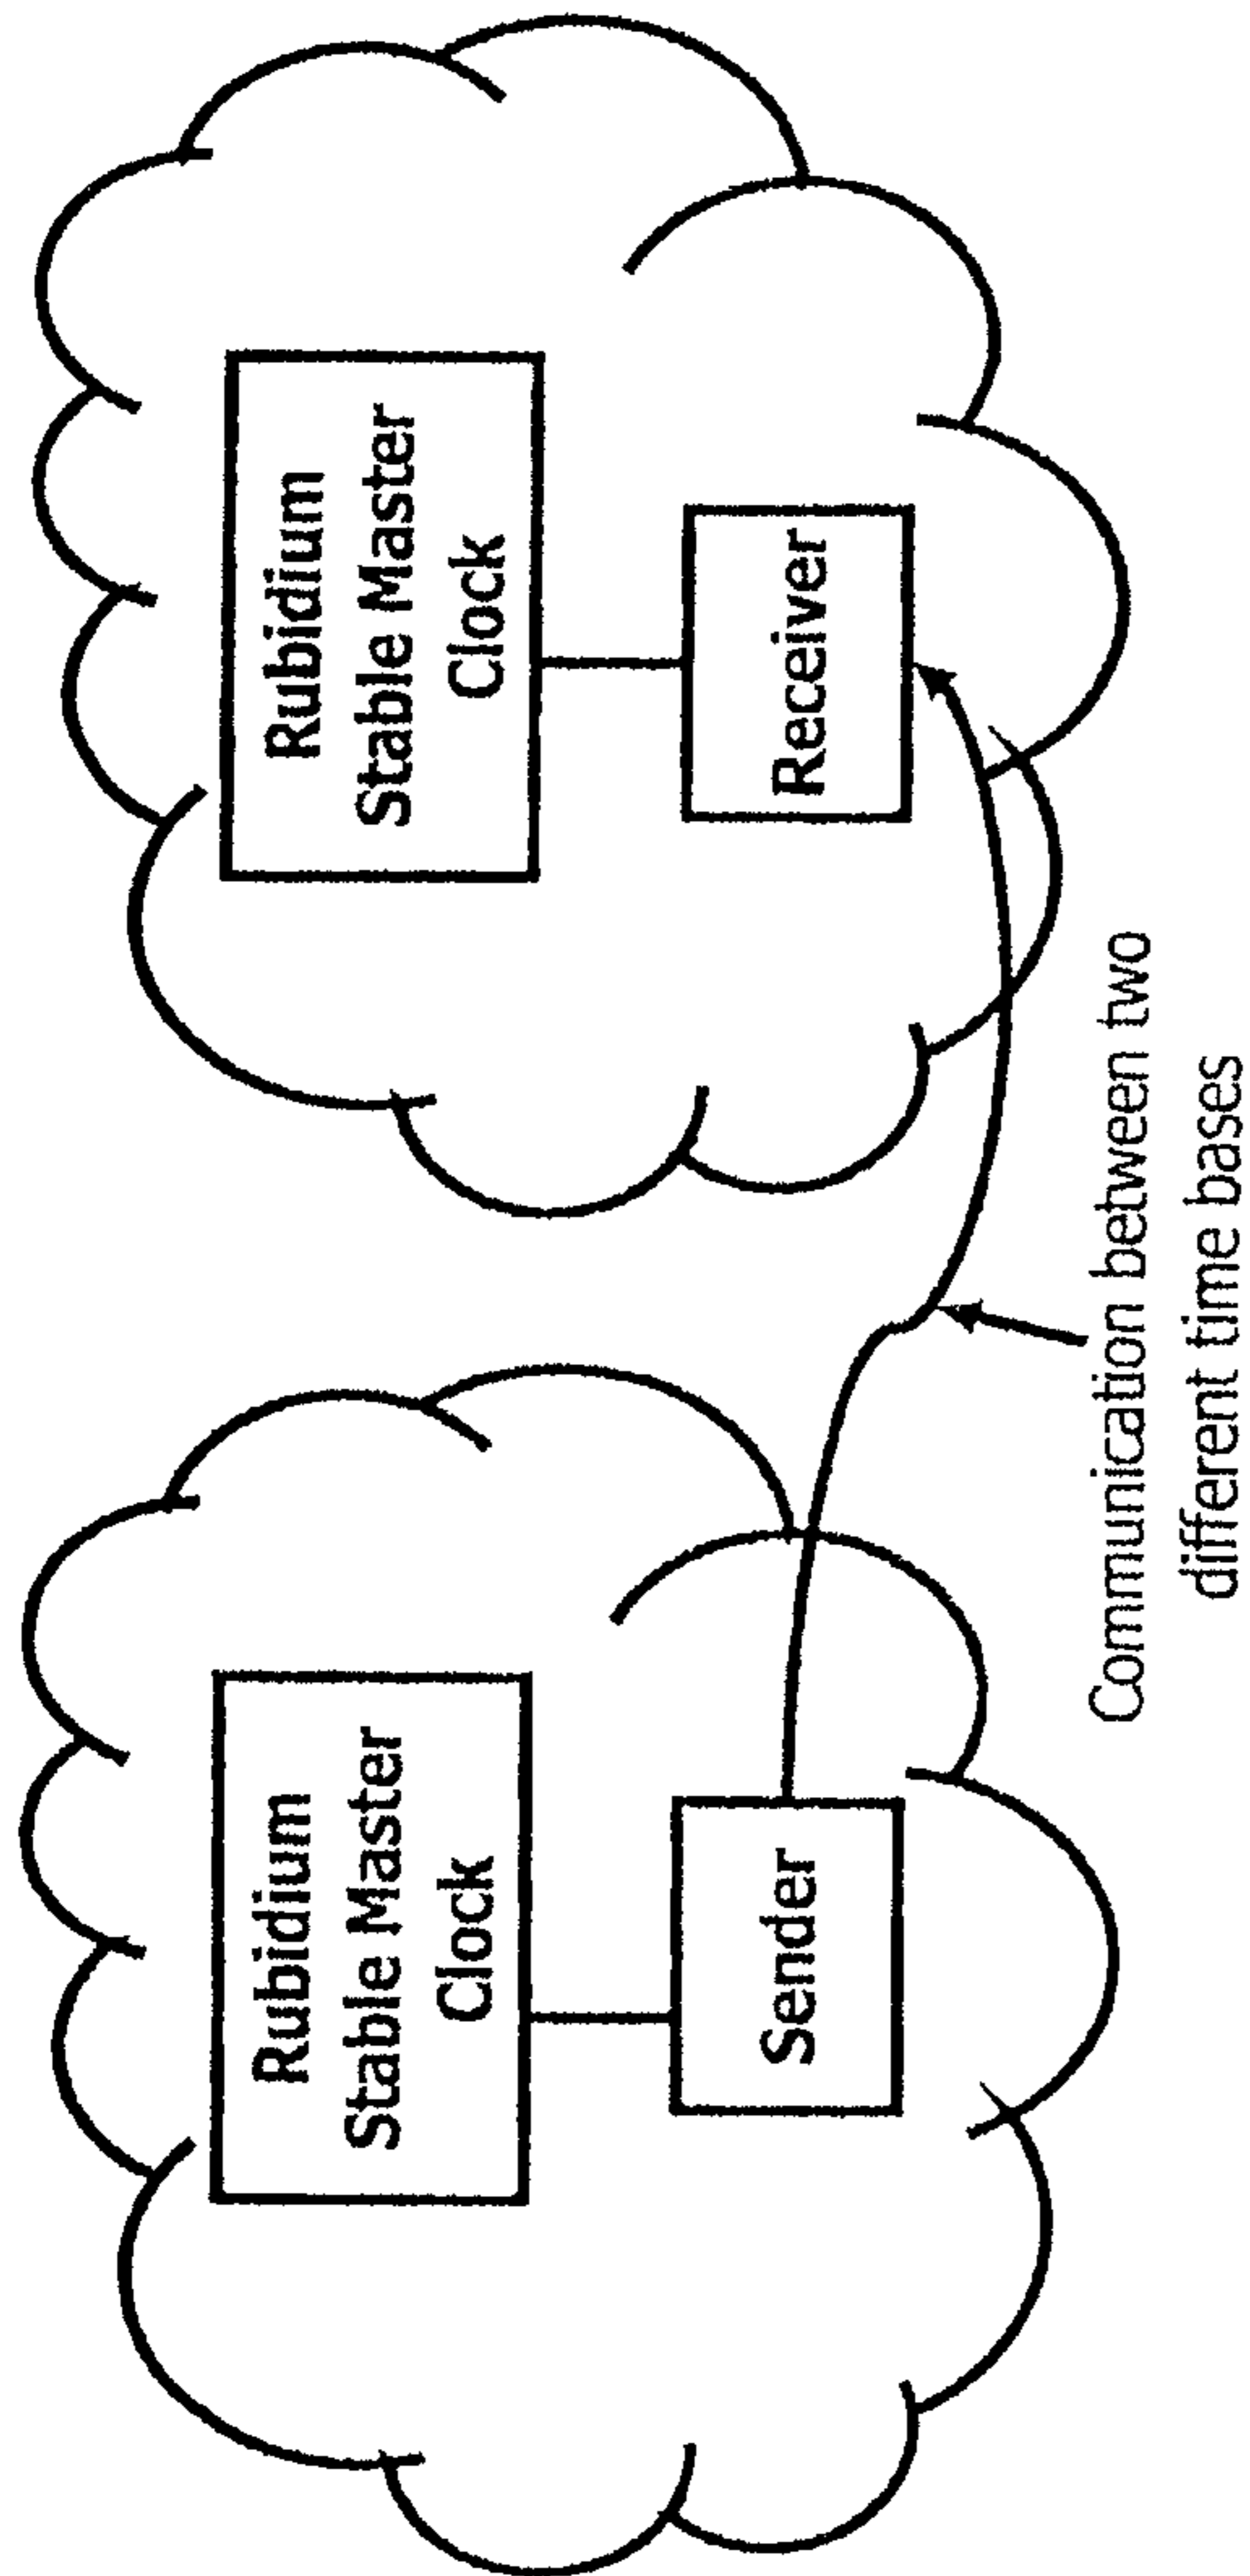 Rubidium
Stable Master
Clock
Sender
Rubidium
Stable Master
Clock
Receiver
Communication between two
different time bases